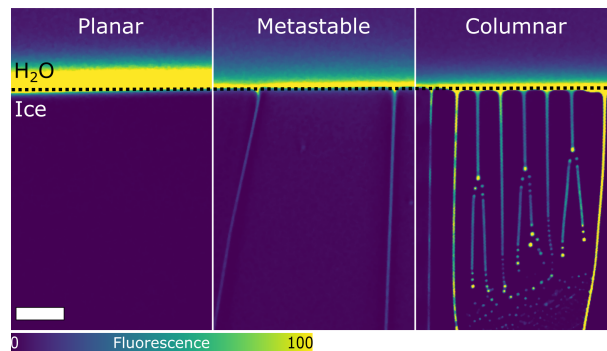 Planar
Metastable
Columnar
H₂O
Ice
0
Fluorescence
100